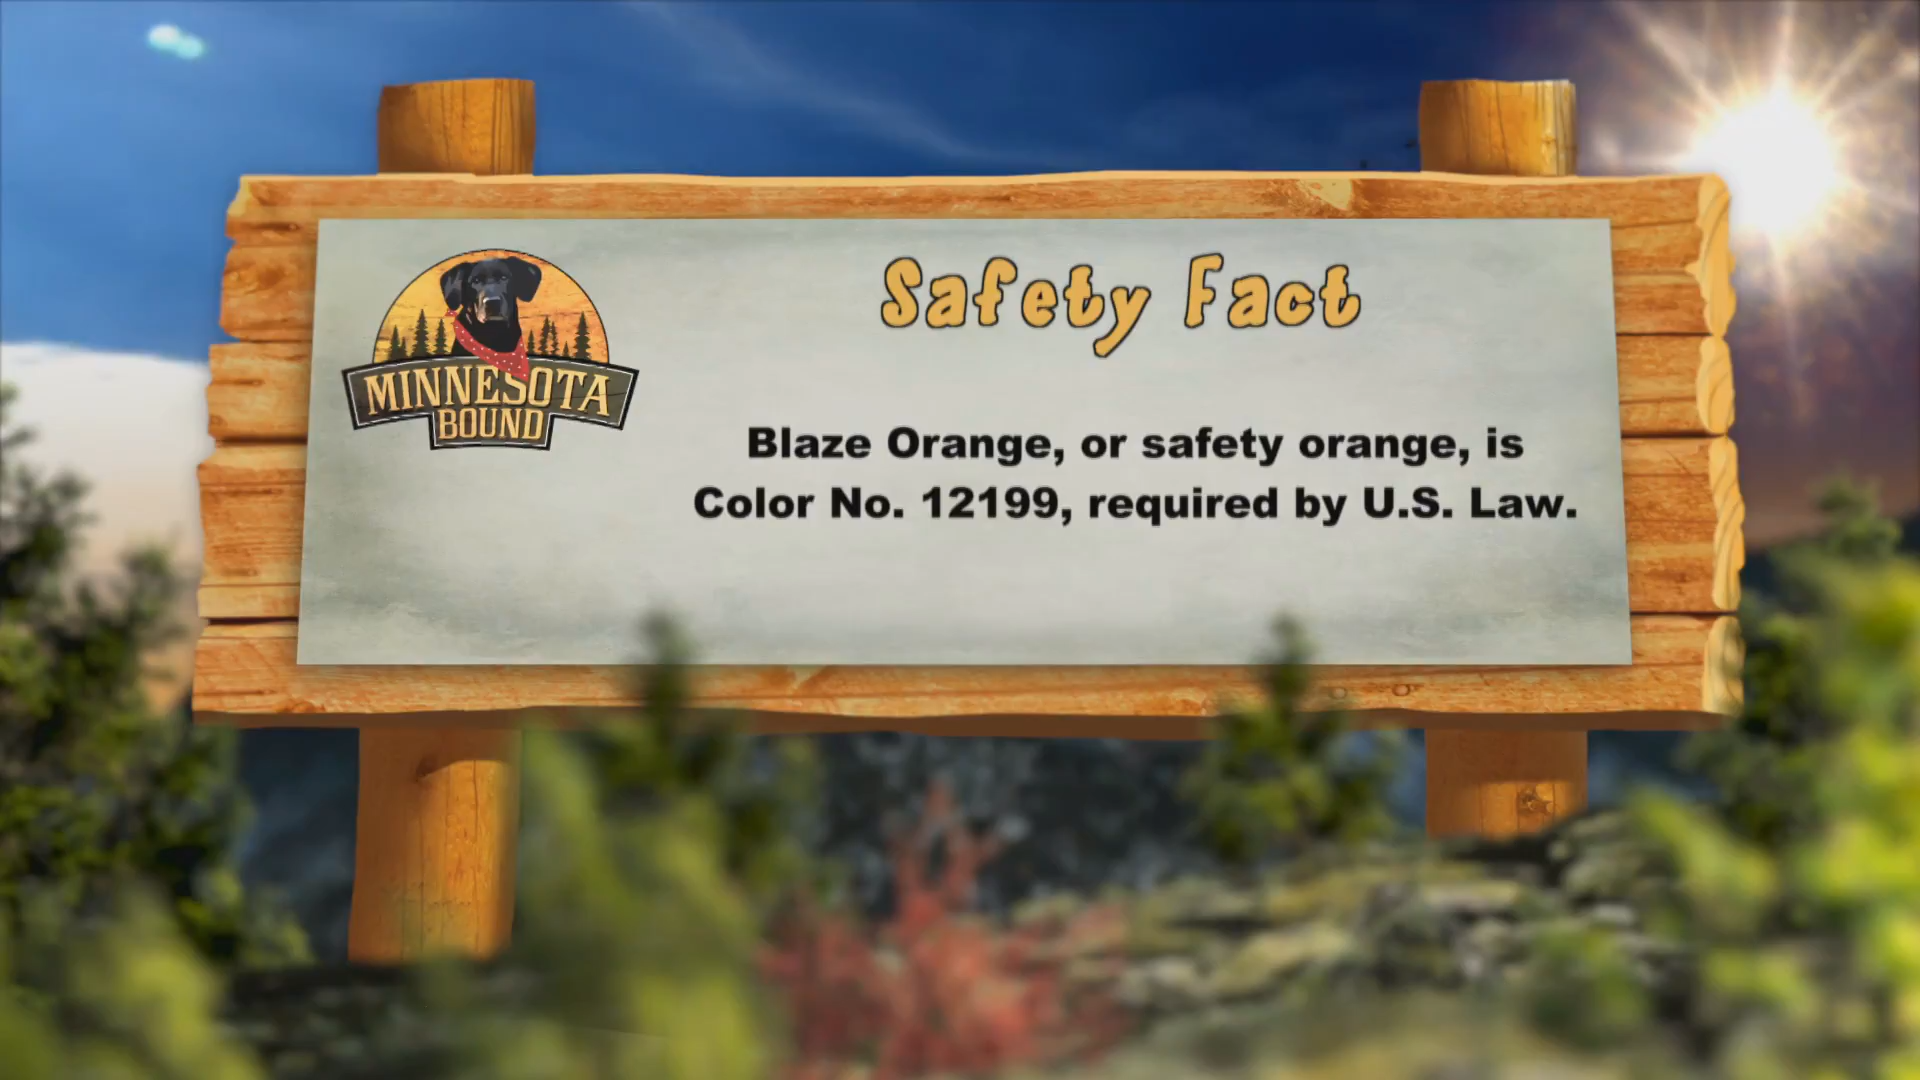 Safety Fact
MINNESOTA
BOUND
Blaze Orange, or safety orange, is
Color No. 12199, required by U.S. Law.